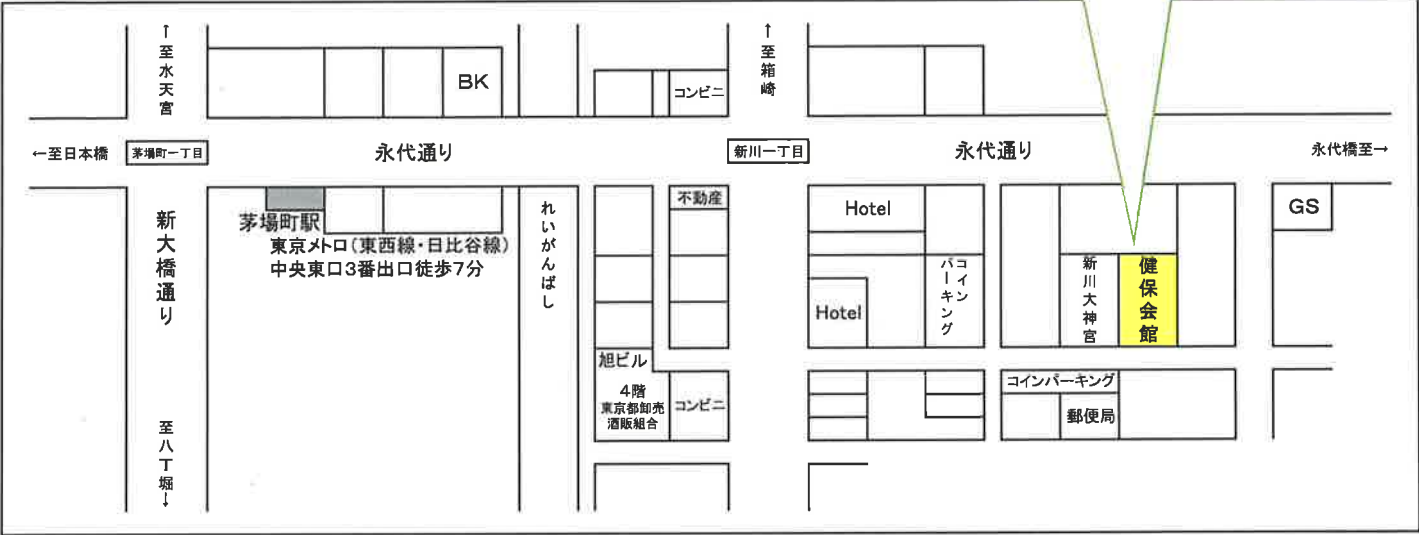 ↑至水天宮
BK
コンビニ
↑至箱崎
←至日本橋
茅場町一丁目
永代通り
新川一丁目
永代通り
永代橋至→
新大橋通り
茅場町駅
東京メトロ(東西線・日比谷線)
中央東口3番出口徒歩7分
れいがんばし
不動産
Hotel
GS
Hotel
コイン
パーキング
新川大神宮
健保会館
旭ビル
4階
東京都卸売
酒販組合
コンビニ
コインパーキング
郵便局
至八丁堀↓